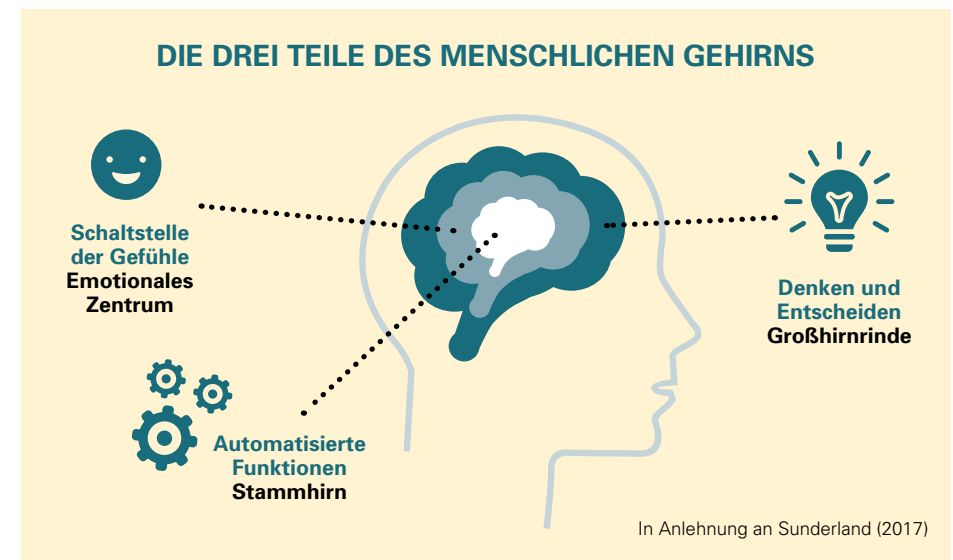 DIE DREI TEILE DES MENSCHLICHEN GEHIRNS
Schaltstelle
der Gefühle
Emotionales
Zentrum
Denken und
Entscheiden
Großhirnrinde
Automatisierte
Funktionen
Stammhirn
In Anlehnung an Sunderland (2017)